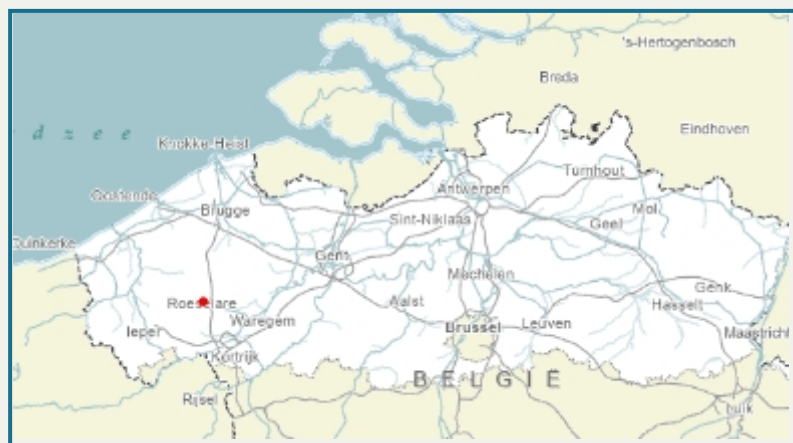 's-Hertogenbosch
Breda
Eindhoven
d z e e
Knokke-Heist
Turnhout
Antwerpen
Oostende
Mol
Brugge
Sint-Niklaas
Geel
Duinkerke
Gent
Mechelen
Genk
Roeselare
Aalst
Hasselt
Waregem
Ieper
Brussel
Leuven
Maastricht
Kortrijk
BELGIË
Rijsel
Luik